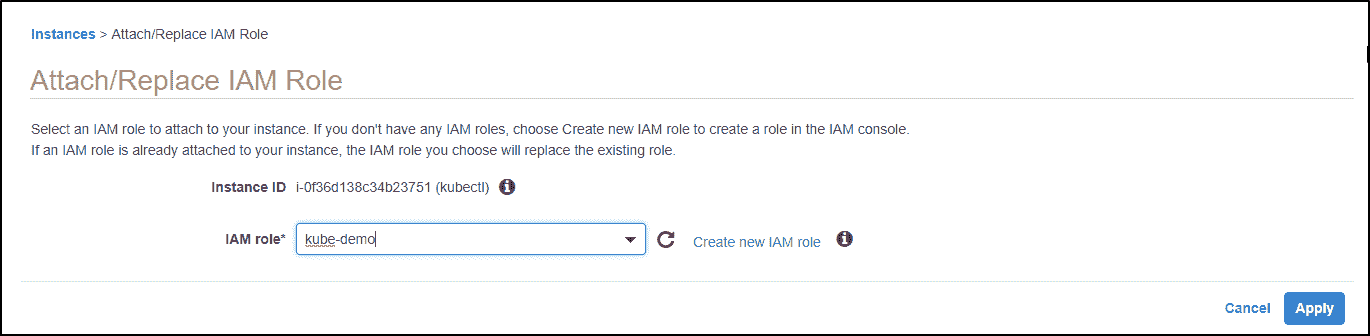 Instances > Attach/Replace IAM Role
Attach/Replace IAM Role
Select an IAM role to attach to your instance. If you don't have any IAM roles, choose Create new IAM role to create a role in the IAM console.
If an IAM role is already attached to your instance, the IAM role you choose will replace the existing role.
Instance ID i-0f36d138c34b23751 (kubectl)
IAM role* kube-demo Create new IAM role
Cancel Apply